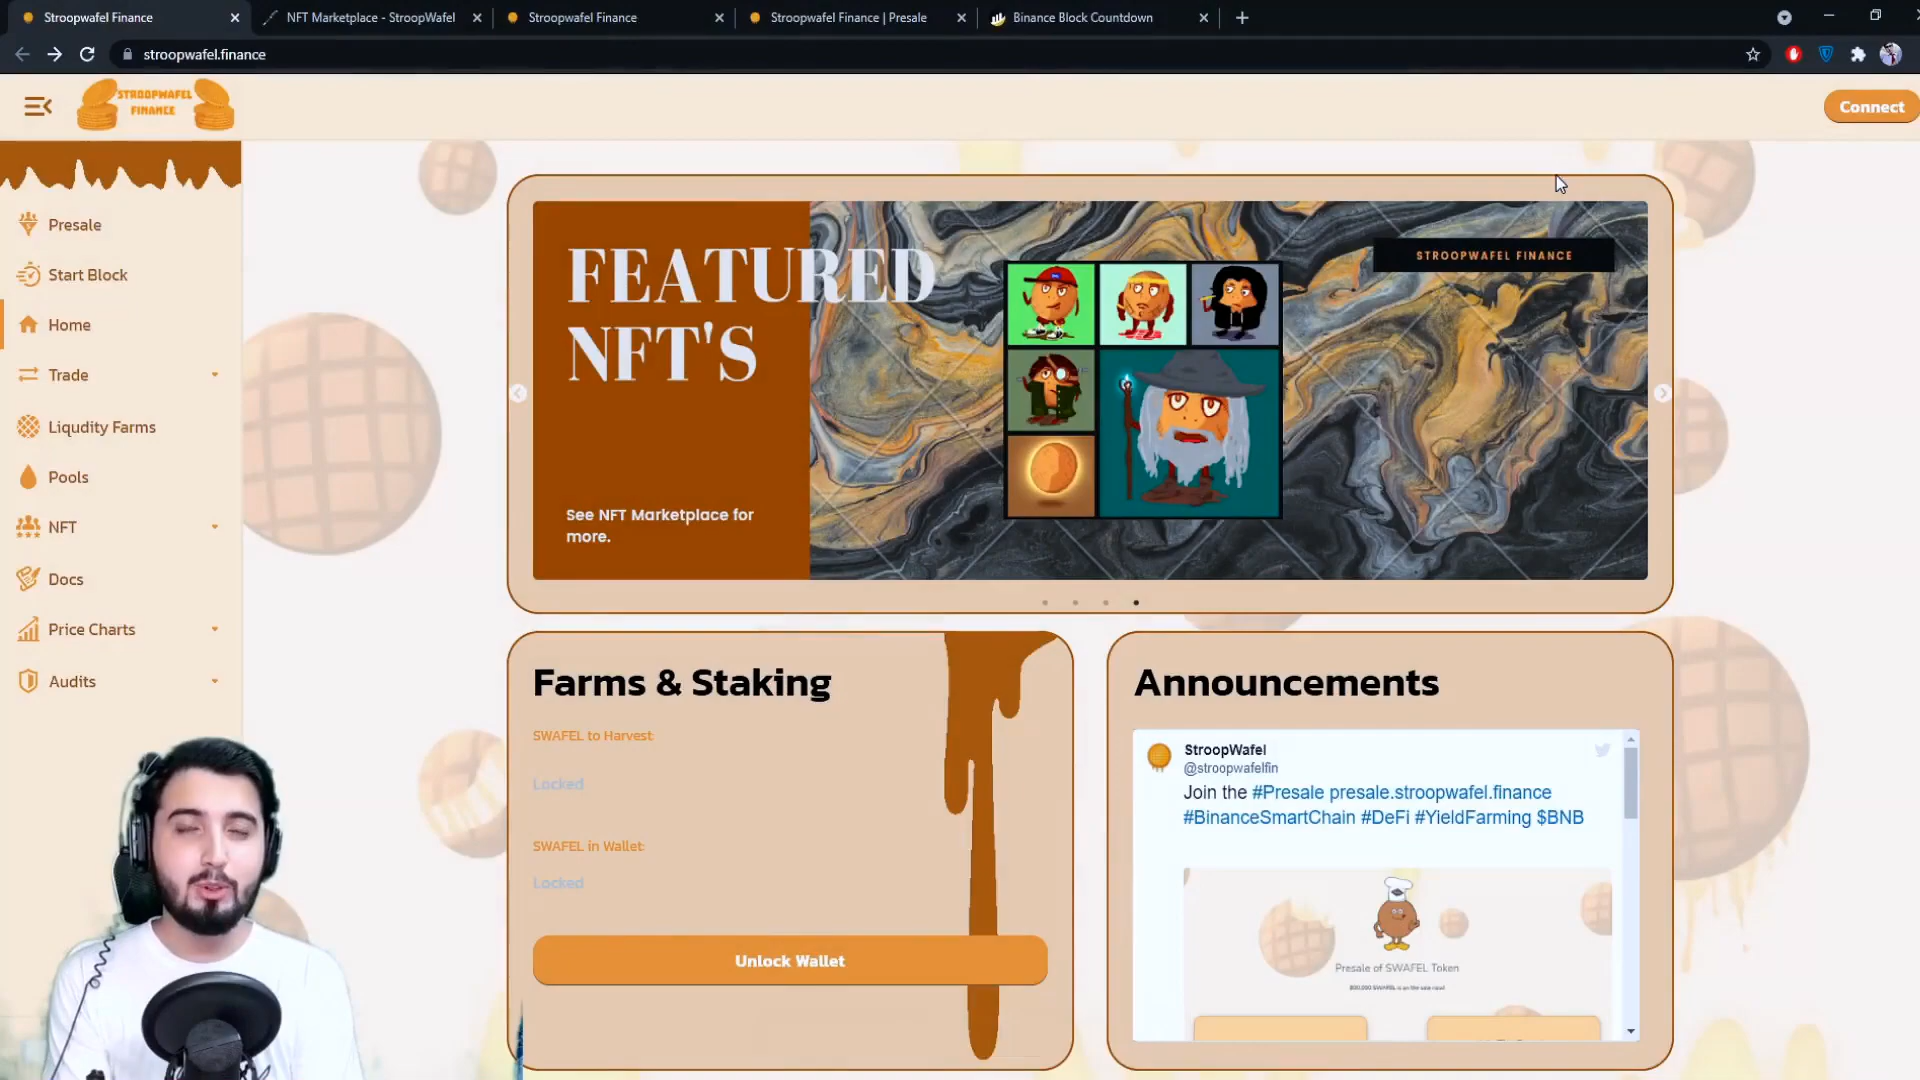 Stroopwafel Finance
NFT Marketplace - StroopWafel
Stroopwafel Finance
Stroopwafel Finance | Presale
Binance Block Countdown
stroopwafel.finance
STROOPWAFEL
FINANCE
Connect
Presale
Start Block
Home
Trade
Liqudity Farms
Pools
NFT
Docs
Price Charts
Audits
FEATURED
NFT'S
See NFT Marketplace for
more.
STROOPWAFEL FINANCE
Farms & Staking
SWAFEL to Harvest:
Locked
SWAFEL in Wallet:
Locked
Unlock Wallet
Announcements
StroopWafel
@stroopwafelfin
Join the #Presale presale.stroopwafel.finance
#BinanceSmartChain #DeFi #YieldFarming $BNB
Presale of SWAFEL Token